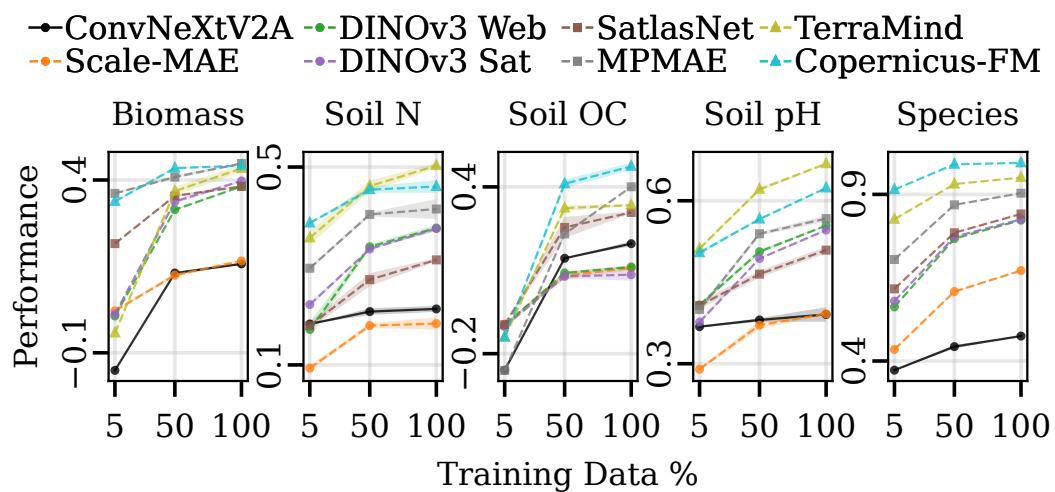 ConvNeXtV2A DINOv3 Web SatlasNet TerraMind
Scale-MAE DINOv3 Sat MPMAE Copernicus-FM
Biomass Soil N Soil OC Soil pH Species
Performance
0.4 -0.1
0.5 0.1
0.4 −0.2
0.6 0.3
0.9 0.4
5 50 100 5 50 100 5 50 100 5 50 100 5 50 100
Training Data %